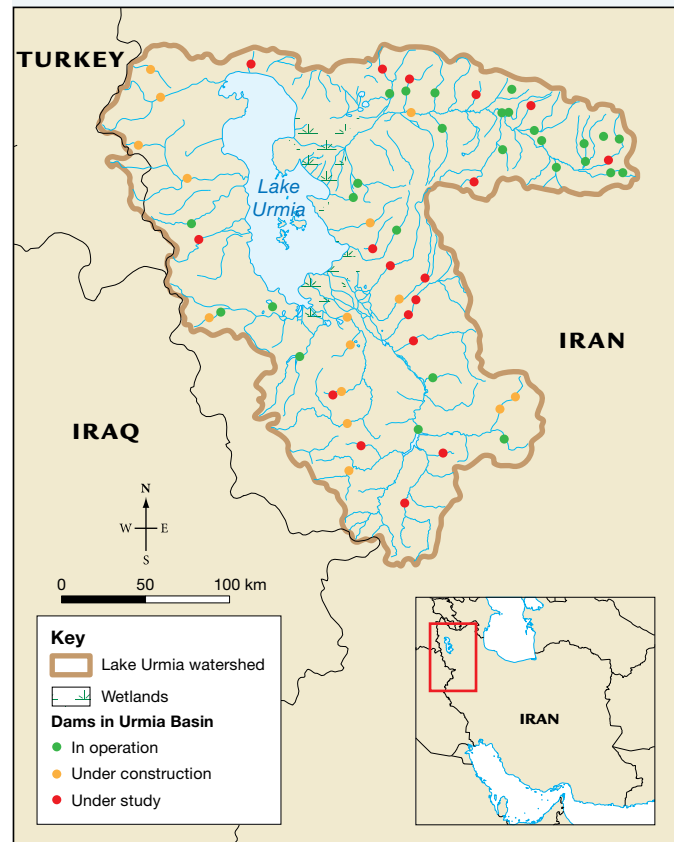 TURKEY
Lake
Urmia
IRAN
IRAQ
N
W E
S
0 50 100 km
Key
Lake Urmia watershed
Wetlands
Dams in Urmia Basin
In operation
Under construction
Under study
IRAN